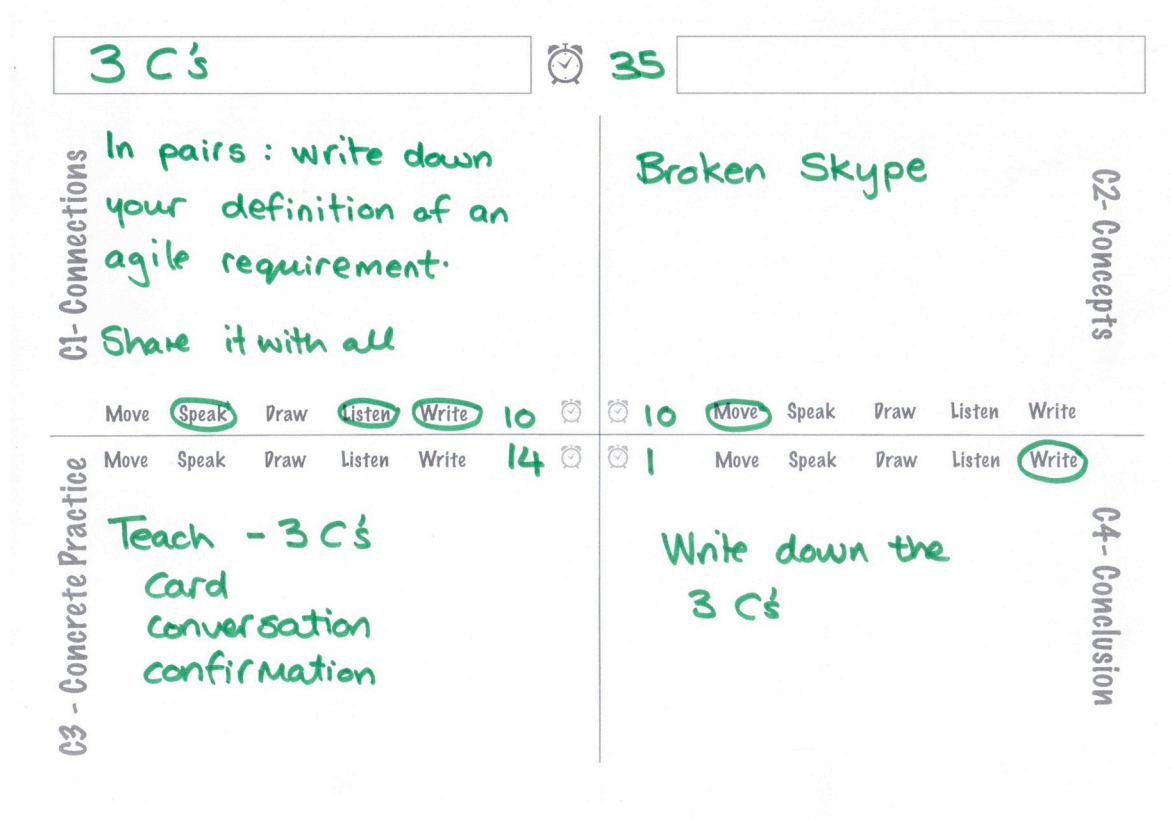 3 C's
35
C1- Connections
In pairs : write down
your definition of an
agile requirement.
Share it with all
Move Speak Draw Listen Write 10
C2- Concepts
Broken Skype
10 Move Speak Draw Listen Write
C3 - Concrete Practice
Move Speak Draw Listen Write 14
Teach - 3 C's
Card
conversation
confirmation
C4- Conclusion
1 Move Speak Draw Listen Write
Write down the
3 C's